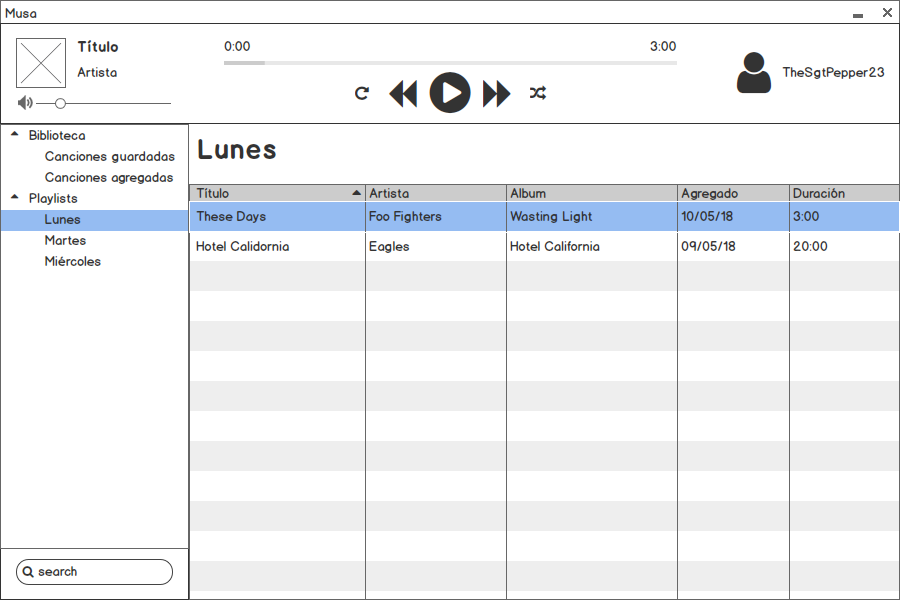 Musa
Título
Artista
0:00
3:00
TheSgtPepper23
Biblioteca
Canciones guardadas
Canciones agregadas
Playlists
Lunes
Martes
Miércoles
search
Lunes
Título Artista Album Agregado Duración
These Days Foo Fighters Wasting Light 10/05/18 3:00
Hotel Calidornia Eagles Hotel California 09/05/18 20:00